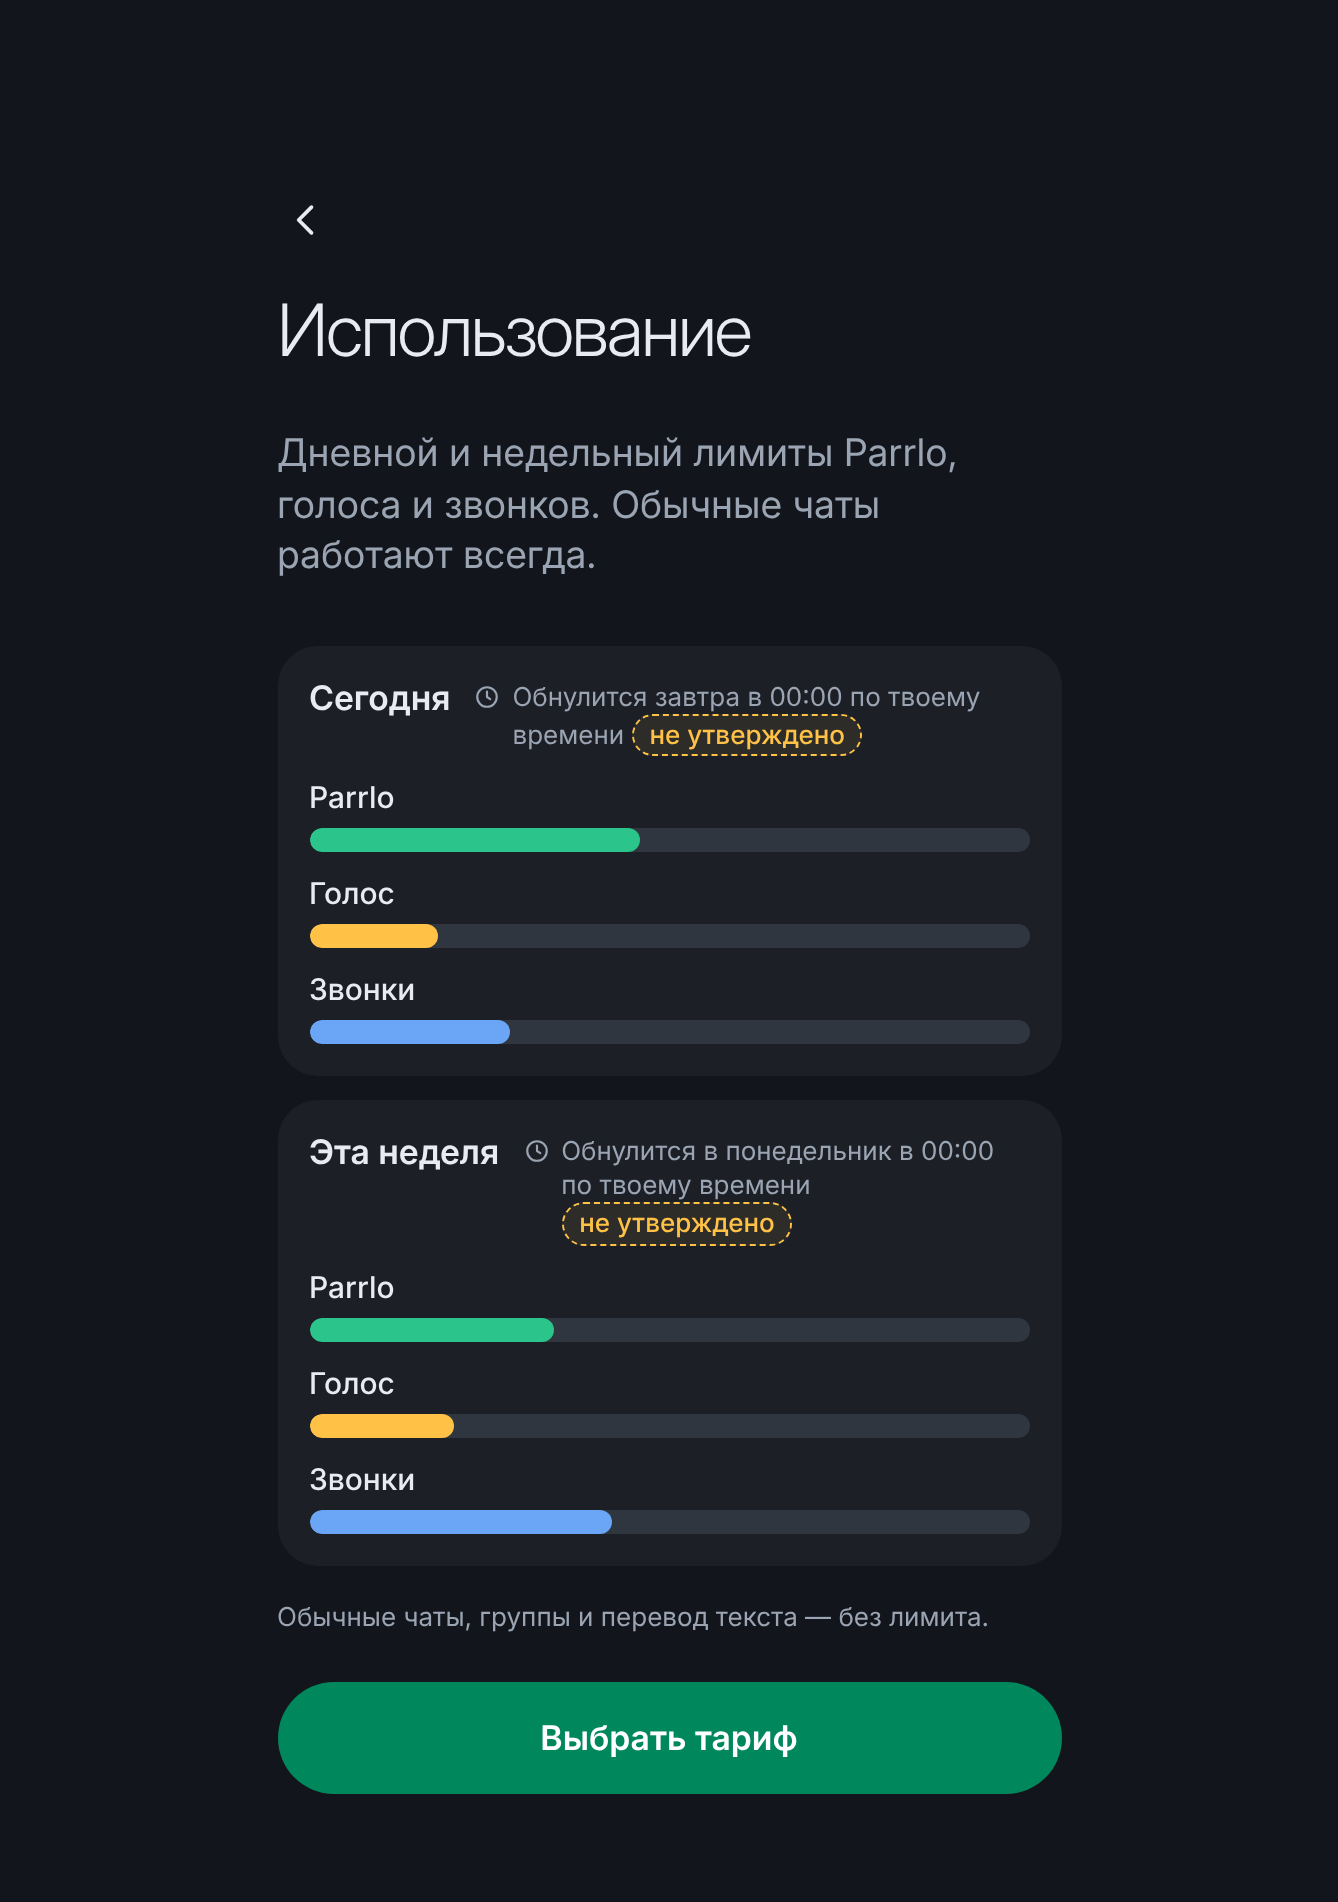 Использование
Дневной и недельный лимиты Parrlo,
голоса и звонков. Обычные чаты
работают всегда.
Сегодня Обнулится завтра в 00:00 по твоему
времени не утверждено
Parrlo
Голос
Звонки
Эта неделя Обнулится в понедельник в 00:00
по твоему времени
не утверждено
Parrlo
Голос
Звонки
Обычные чаты, группы и перевод текста — без лимита.
Выбрать тариф